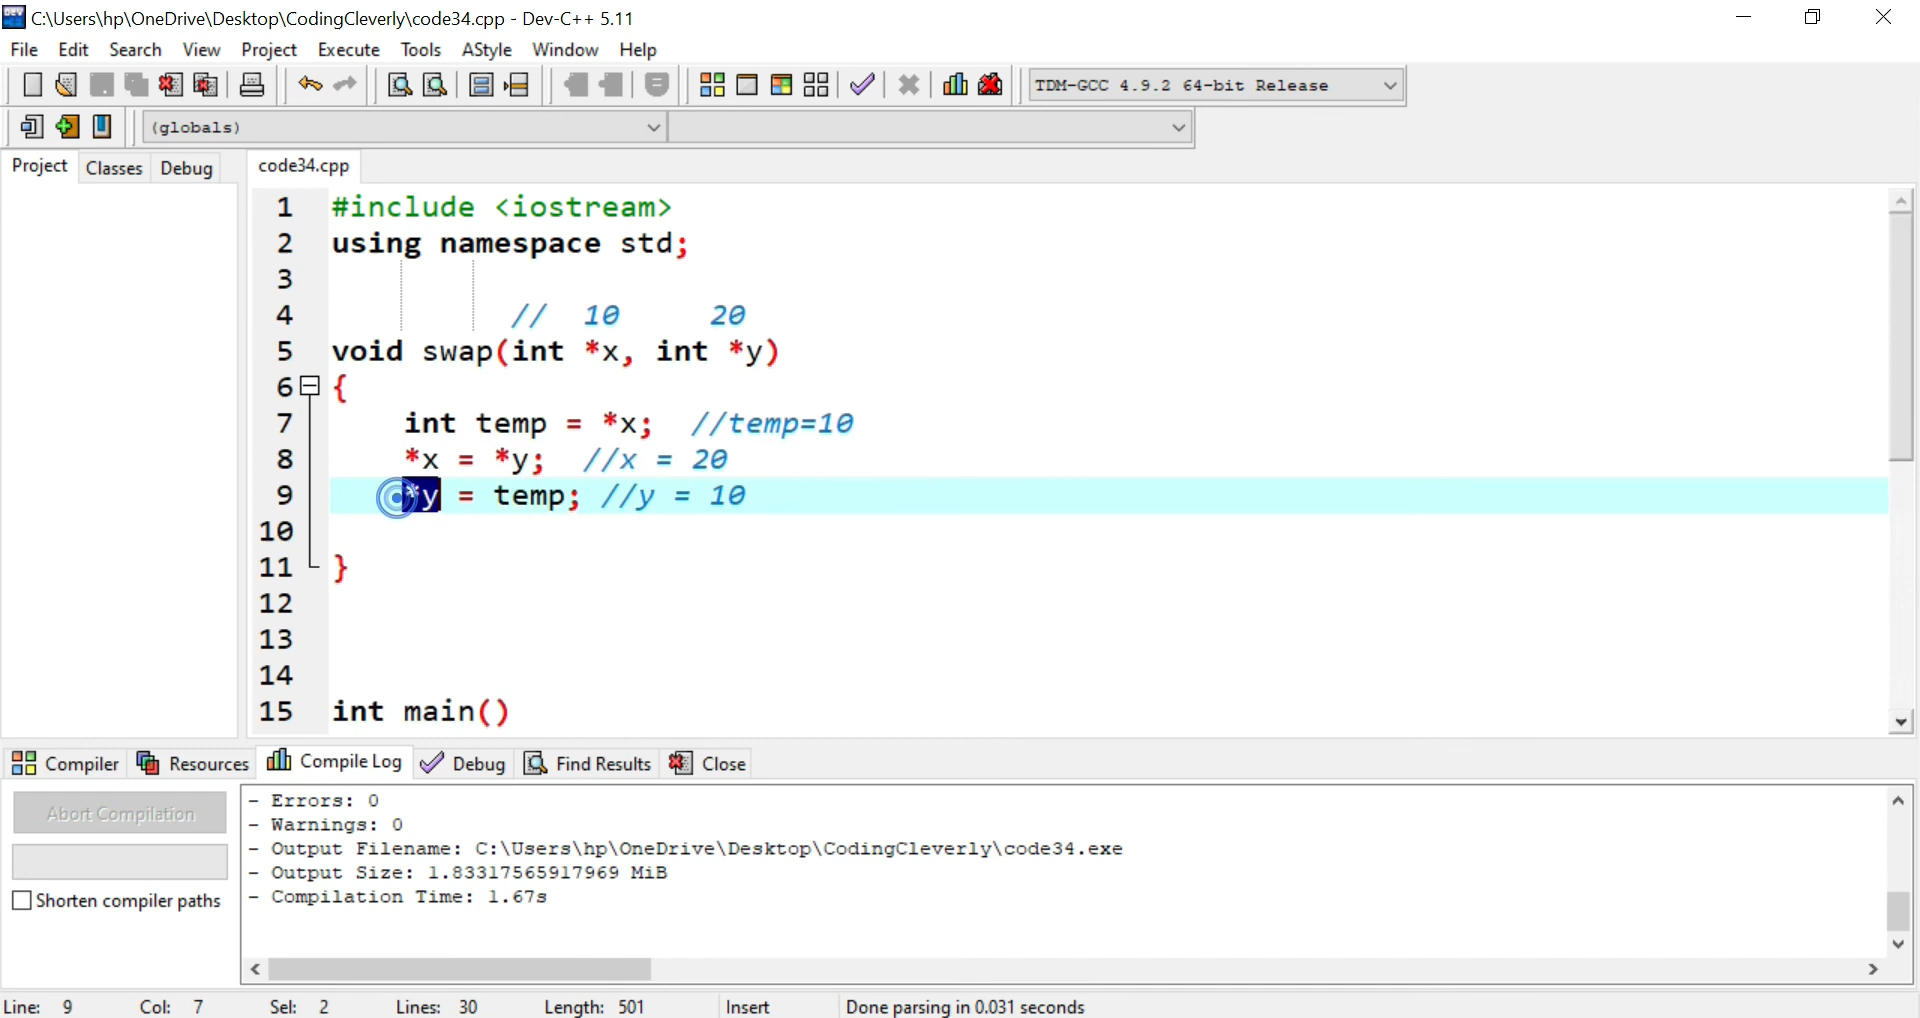 C:\Users\hp\OneDrive\Desktop\CodingCleverly\code34.cpp - Dev-C++ 5.11
File Edit Search View Project Execute Tools AStyle Window Help
TDM-GCC 4.9.2 64-bit Release
(globals)
Project Classes Debug
code34.cpp
1 #include <iostream>
2 using namespace std;
3
4 // 10 20
5 void swap(int *x, int *y)
6 {
7 int temp = *x; //temp=10
8 *x = *y; //x = 20
9 *y = temp; //y = 10
10
11 }
12
13
14
15 int main()
Compiler Resources Compile Log Debug Find Results Close
Abort Compilation
Shorten compiler paths
- Errors: 0
- Warnings: 0
- Output Filename: C:\Users\hp\OneDrive\Desktop\CodingCleverly\code34.exe
- Output Size: 1.83317565917969 MiB
- Compilation Time: 1.67s
Line: 9 Col: 7 Sel: 2 Lines: 30 Length: 501 Insert Done parsing in 0.031 seconds